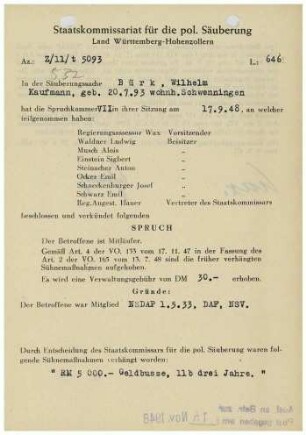 Staatskommissariat für die pol. Säuberung
Land Württemberg-Hohenzollern
Az.: Z/11/t 5093 L.: 646
In der Säuberungssache Bürk, Wilhelm
Kaufmann, geb. 20.7.93 wohnh. Schwenningen
hat die Spruchkammer VII in ihrer Sitzung am 17.9.48, an welcher
teilgenommen haben:
Regierungsassessor Wax Vorsitzender
Waldner Ladwig Beisitzer
Musch Alois "
Einstein Sigbert "
Steinacher Anton "
Emil "
Schneckenburger Josef "
Schwarz Emil "
Reg.Augest. Hässer Vertreter des Staatskommissars
beschlossen und verkündet folgenden
SPRUCH
Der Betroffene ist Mitläufer.
Gemäß Art. 4 der VO. 133 vom 17. 11. 47 in der Fassung des
Art. 2 der VO. 165 vom 13. 7. 48 sind die früher verhängten
Sühnemaßnahmen aufgehoben.
Es wird eine Verwaltungsgebühr von DM 30.- erhoben.
Gründe:
Der Betroffene war Mitglied NSDAP 1.5.33, DAF, NSV.
Durch Entscheidung des Staatskommissars für die pol. Säuberung waren fol-
gende Sühnemaßnahmen verhängt worden:
" RM 5 000.- Geldbusse, 11b drei Jahre. "
Nov. 1948